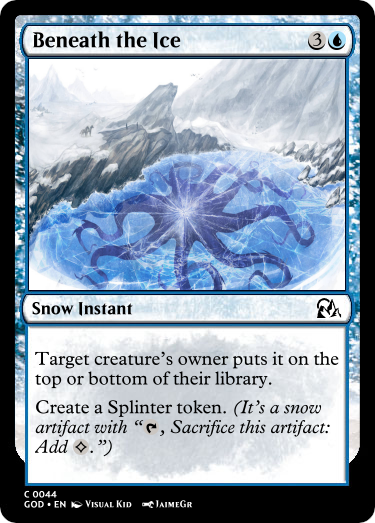 Beneath the Ice 3
Snow Instant
Target creature's owner puts it on the
top or bottom of their library.
Create a Splinter token. (It's a snow
artifact with “, Sacrifice this artifact:
Add .”)
C 0044
GOD • EN Visual Kid JaimeGr